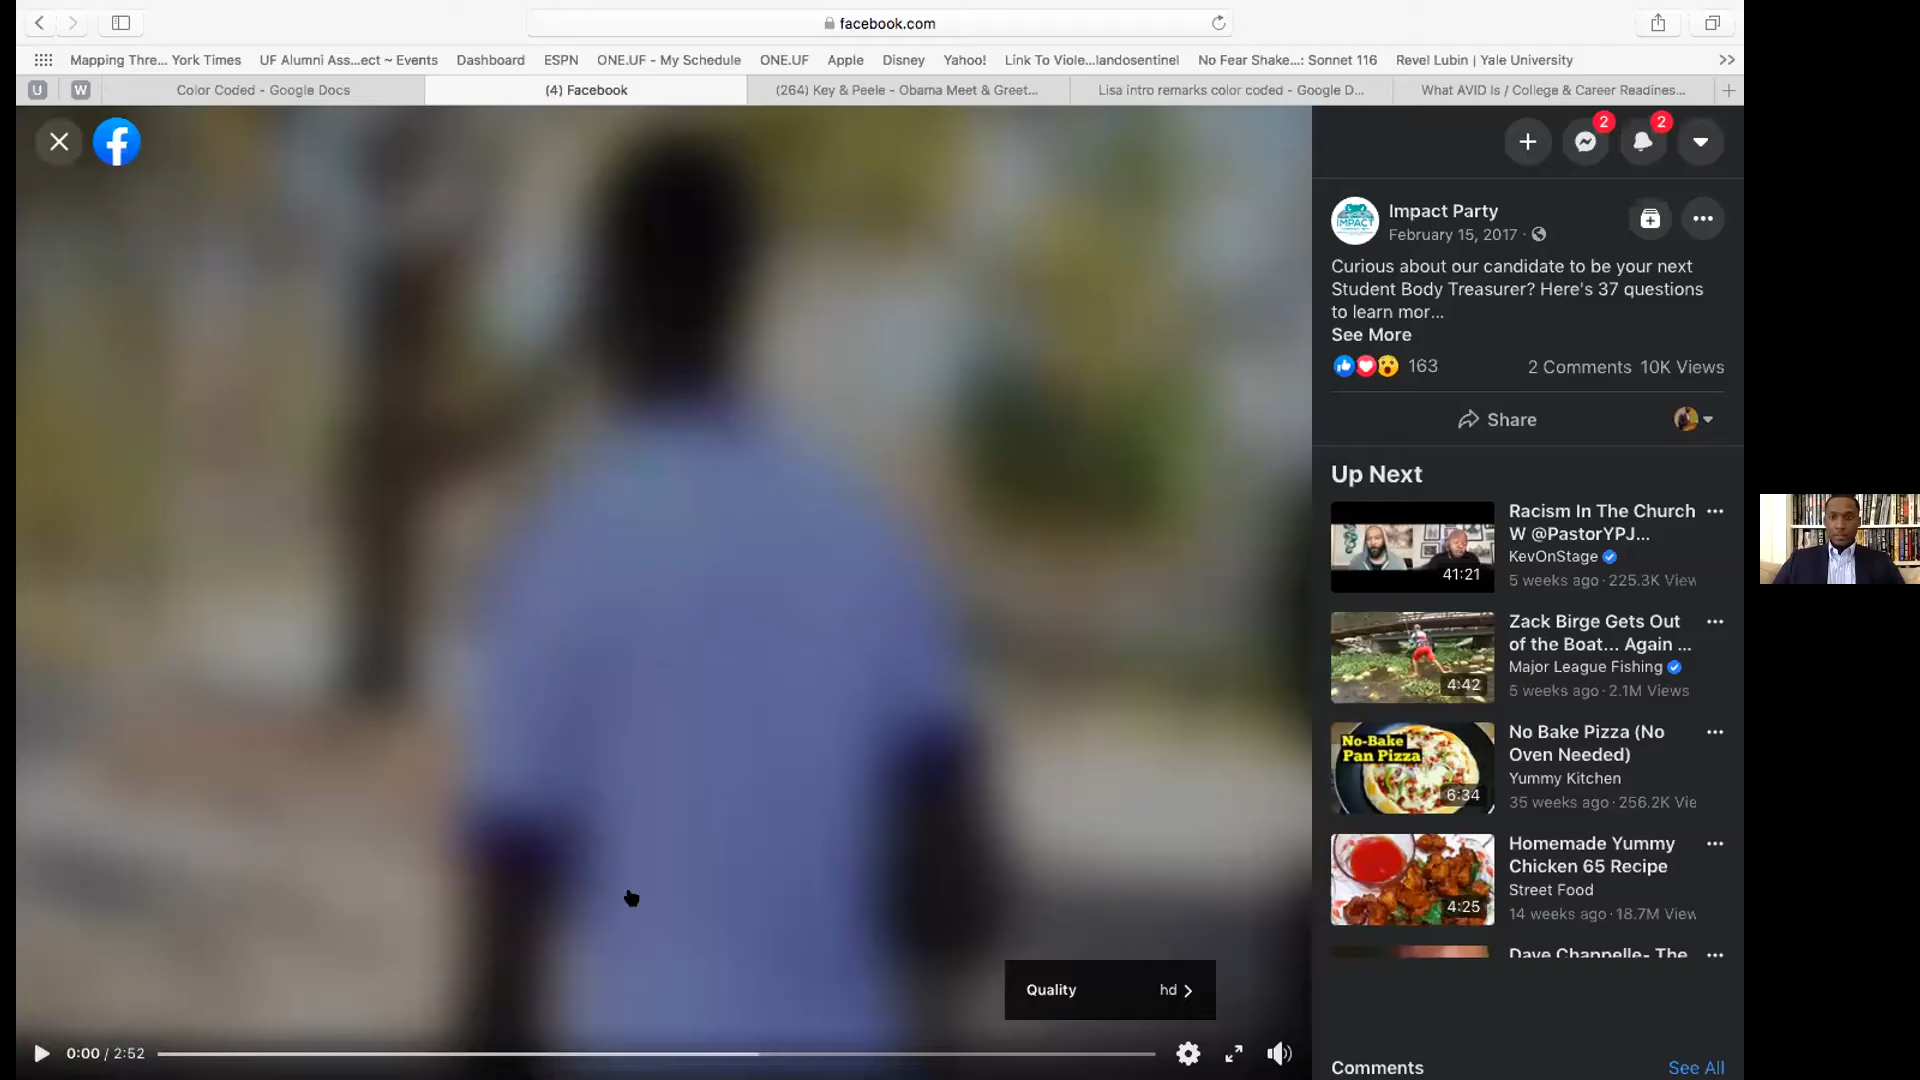 facebook.com
Mapping Thre... York Times
UF Alumni Ass...ect ~ Events
Dashboard
ESPN
ONE.UF - My Schedule
ONE.UF
Apple
Disney
Yahoo!
Link To Viole...landosentinel
No Fear Shake...: Sonnet 116
Revel Lubin | Yale University
U
W
Color Coded - Google Docs
(4) Facebook
(264) Key & Peele - Obama Meet & Greet...
Lisa intro remarks color coded - Google D...
What AVID Is / College & Career Readines...
2
2
IMPACT
Impact Party
February 15, 2017 ·
Curious about our candidate to be your next
Student Body Treasurer? Here's 37 questions
to learn mor...
See More
163
2 Comments 10K Views
Share
Up Next
41:21
Racism In The Church
W @PastorYPJ...
KevOnStage
5 weeks ago · 225.3K View
4:42
Zack Birge Gets Out
of the Boat... Again ...
Major League Fishing
5 weeks ago · 2.1M Views
No-Bake
Pan Pizza
6:34
No Bake Pizza (No
Oven Needed)
Yummy Kitchen
35 weeks ago · 256.2K Vie
4:25
Homemade Yummy
Chicken 65 Recipe
Street Food
14 weeks ago · 18.7M View
Dave Chappelle- The
Quality hd
0:00 / 2:52
Comments
See All